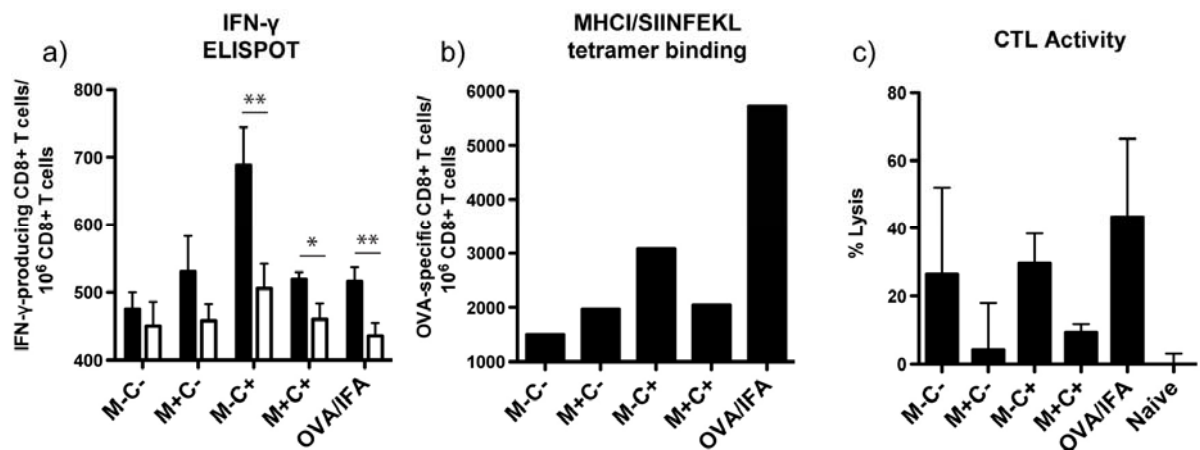 a)
IFN-γ
ELISPOT
IFN-γ-producing CD8+ T cells/
10⁶ CD8+ T cells
800
700
600
500
400
**
*
**
M-C-
M+C-
M-C+
M+C+
OVA/IFA
b)
MHCI/SIINFEKL
tetramer binding
OVA-specific CD8+ T cells/
10⁶ CD8+ T cells
6000
5000
4000
3000
2000
1000
M-C-
M+C-
M-C+
M+C+
OVA/IFA
c)
CTL Activity
% Lysis
80
60
40
20
0
M-C-
M+C-
M-C+
M+C+
OVA/IFA
Naïve